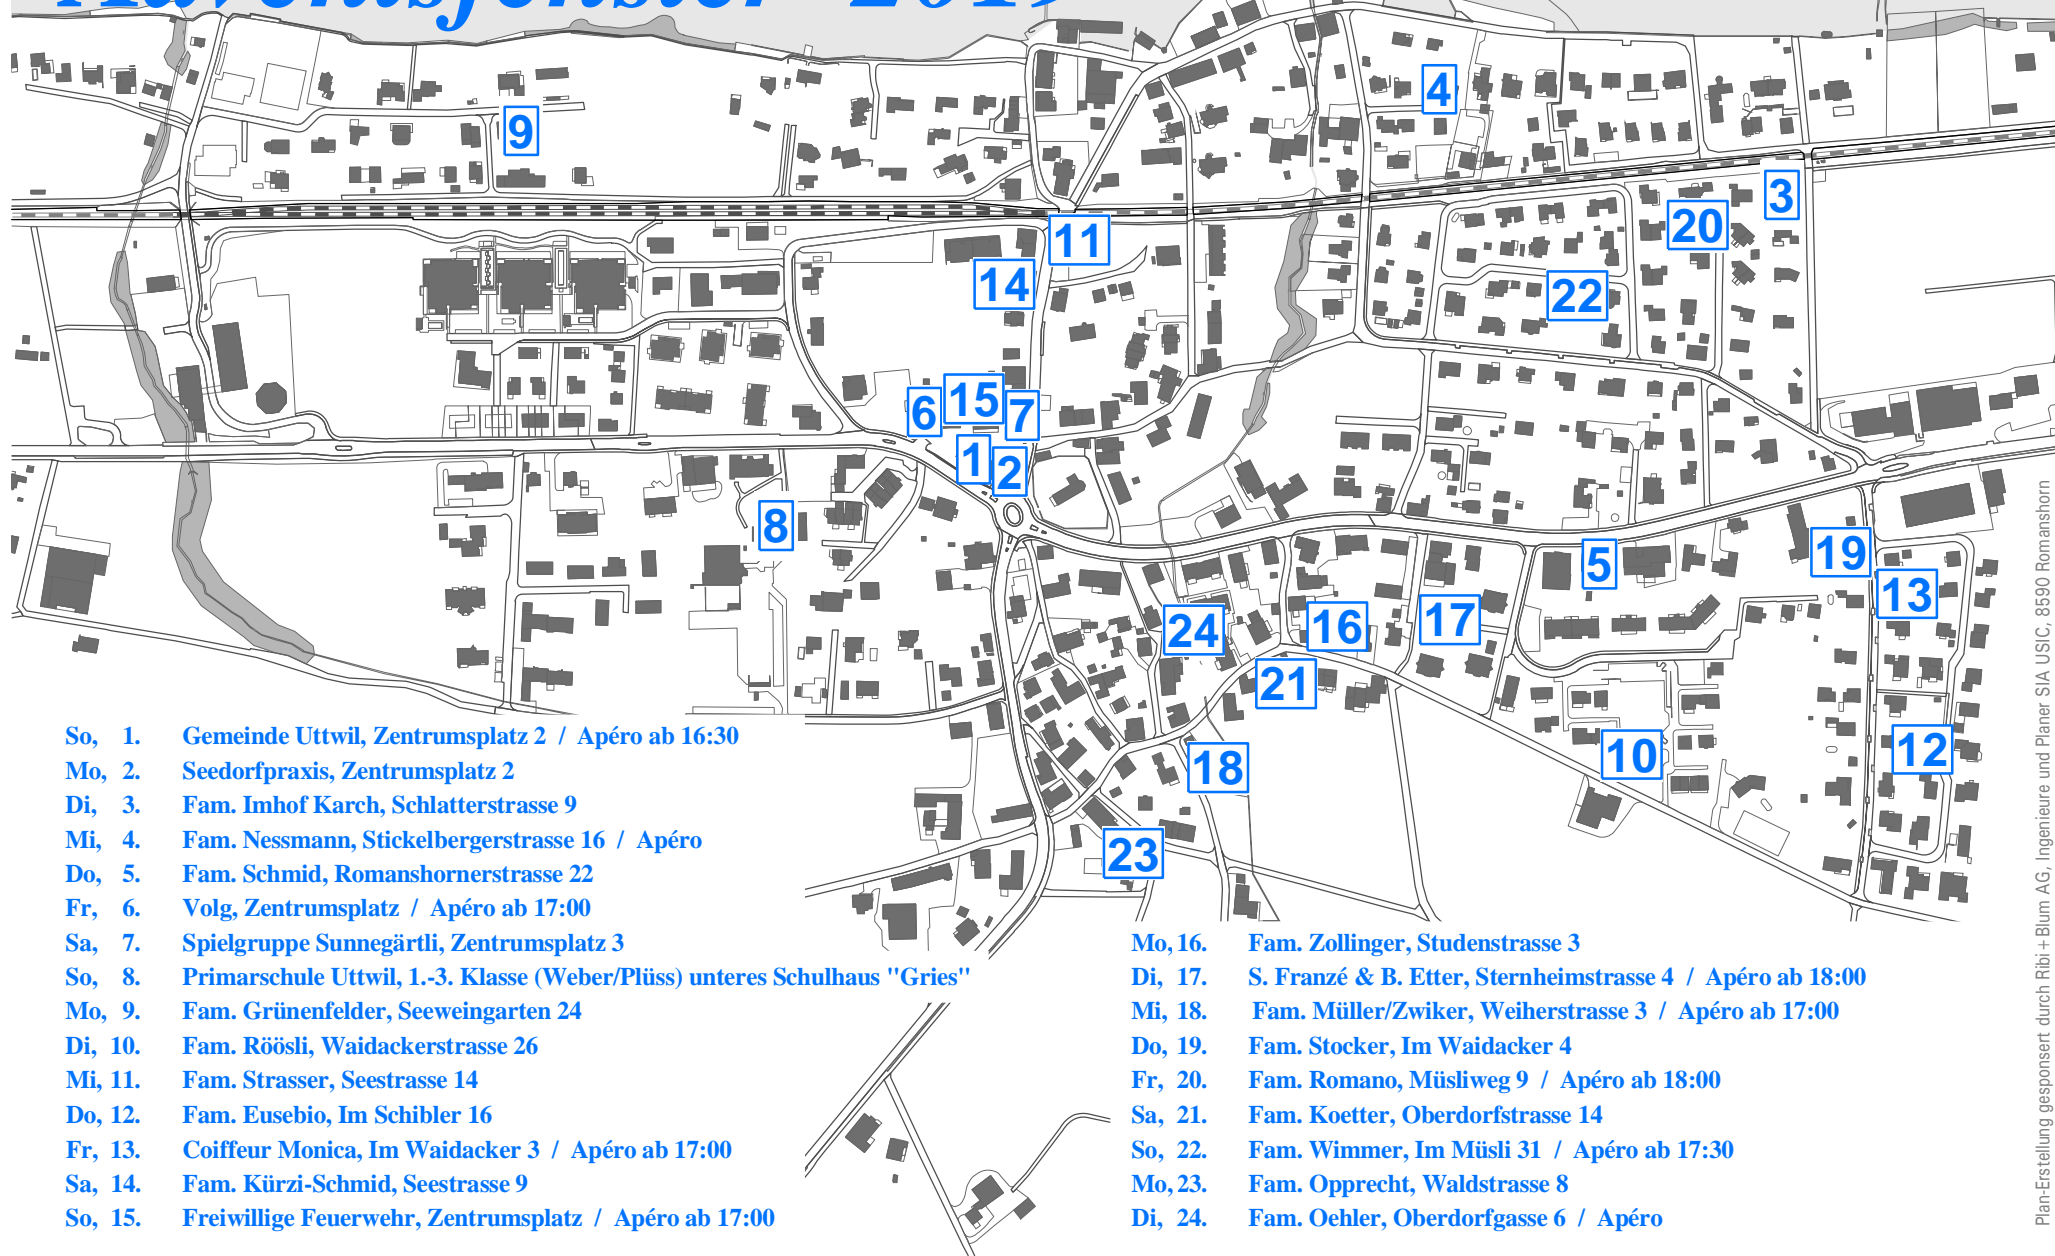 Adventsfenster 2019
4
9
3
20
11
14
22
6
15
7
1
2
8
5
19
13
24
16
17
21
10
12
18
23
So, 1. Gemeinde Uttwil, Zentrumsplatz 2 / Apéro ab 16:30
Mo, 2. Seedorfpraxis, Zentrumsplatz 2
Di, 3. Fam. Imhof Karch, Schlatterstrasse 9
Mi, 4. Fam. Nessmann, Stickelbergerstrasse 16 / Apéro
Do, 5. Fam. Schmid, Romanshornerstrasse 22
Fr, 6. Volg, Zentrumsplatz / Apéro ab 17:00
Sa, 7. Spielgruppe Sunnegärtli, Zentrumsplatz 3
So, 8. Primarschule Uttwil, 1.-3. Klasse (Weber/Plüss) unteres Schulhaus "Gries"
Mo, 9. Fam. Grünenfelder, Seeweingarten 24
Di, 10. Fam. Röösli, Waidackerstrasse 26
Mi, 11. Fam. Strasser, Seestrasse 14
Do, 12. Fam. Eusebio, Im Schibler 16
Fr, 13. Coiffeur Monica, Im Waidacker 3 / Apéro ab 17:00
Sa, 14. Fam. Kürzi-Schmid, Seestrasse 9
So, 15. Freiwillige Feuerwehr, Zentrumsplatz / Apéro ab 17:00
Mo, 16. Fam. Zollinger, Studenstrasse 3
Di, 17. S. Franzé & B. Etter, Sternheimstrasse 4 / Apéro ab 18:00
Mi, 18. Fam. Müller/Zwiker, Weiherstrasse 3 / Apéro ab 17:00
Do, 19. Fam. Stocker, Im Waidacker 4
Fr, 20. Fam. Romano, Müsliweg 9 / Apéro ab 18:00
Sa, 21. Fam. Koetter, Oberdorfstrasse 14
So, 22. Fam. Wimmer, Im Müsli 31 / Apéro ab 17:30
Mo, 23. Fam. Opprecht, Waldstrasse 8
Di, 24. Fam. Oehler, Oberdorfgasse 6 / Apéro
Plan-Erstellung gesponsert durch Ribi+Blum AG, Ingenieure und Planer SIA USIC, 8590 Romanshorn